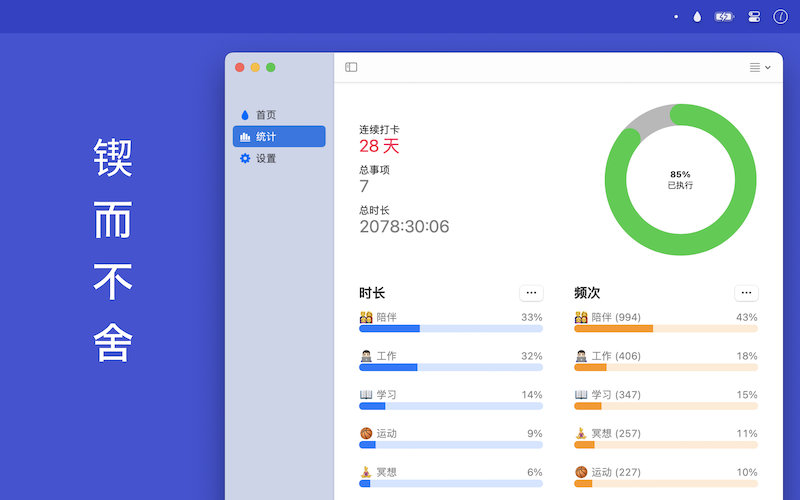 锲
而
不
舍
首页
统计
设置
连续打卡
28 天
总事项
7
总时长
2078:30:06
85%
已执行
时长
陪伴 33%
工作 32%
学习 14%
运动 9%
冥想 6%
频次
陪伴 (994) 43%
工作 (406) 18%
学习 (347) 15%
冥想 (257) 11%
运动 (227) 10%